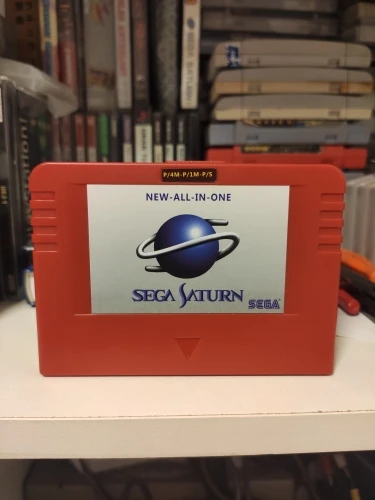 P/4M-P/1M-P/S
NEW-ALL-IN-ONE
SEGA SATURN
SEGA